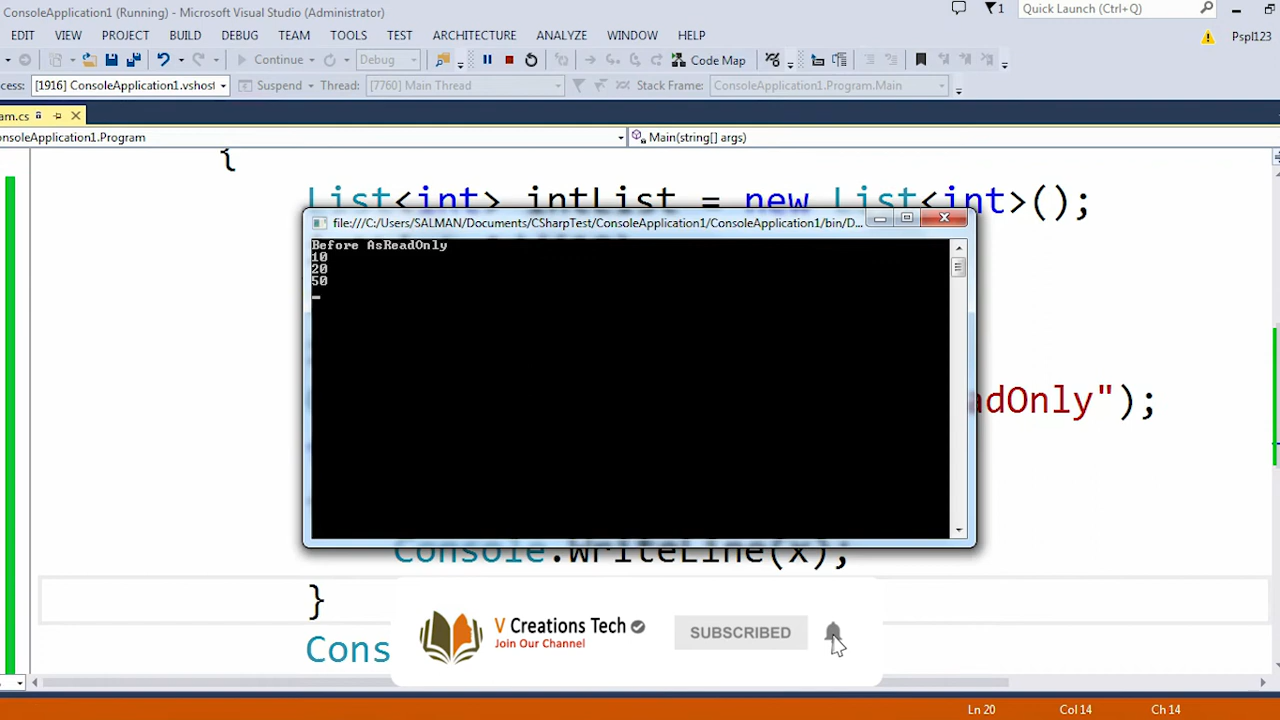 ConsoleApplication1 (Running) - Microsoft Visual Studio (Administrator)
1
Quick Launch (Ctrl+Q)
EDIT VIEW PROJECT BUILD DEBUG TEAM TOOLS TEST ARCHITECTURE ANALYZE WINDOW HELP
Pspl123
Continue
Debug
Code Map
cess: [1916] ConsoleApplication1.vshost
Suspend
Thread: [7760] Main Thread
Stack Frame: ConsoleApplication1.Program.Main
am.cs
onsoleApplication1.Program
Main(string[] args)
{
List<int> intList = new List<int>();
file:///C:/Users/SALMAN/Documents/CSharpTest/ConsoleApplication1/ConsoleApplication1/bin/D...
Before AsReadOnly
10
20
50
adOnly");
Console.WriteLine(x);
}
Cons
V Creations Tech
Join Our Channel
SUBSCRIBED
Ln 20 Col 14 Ch 14